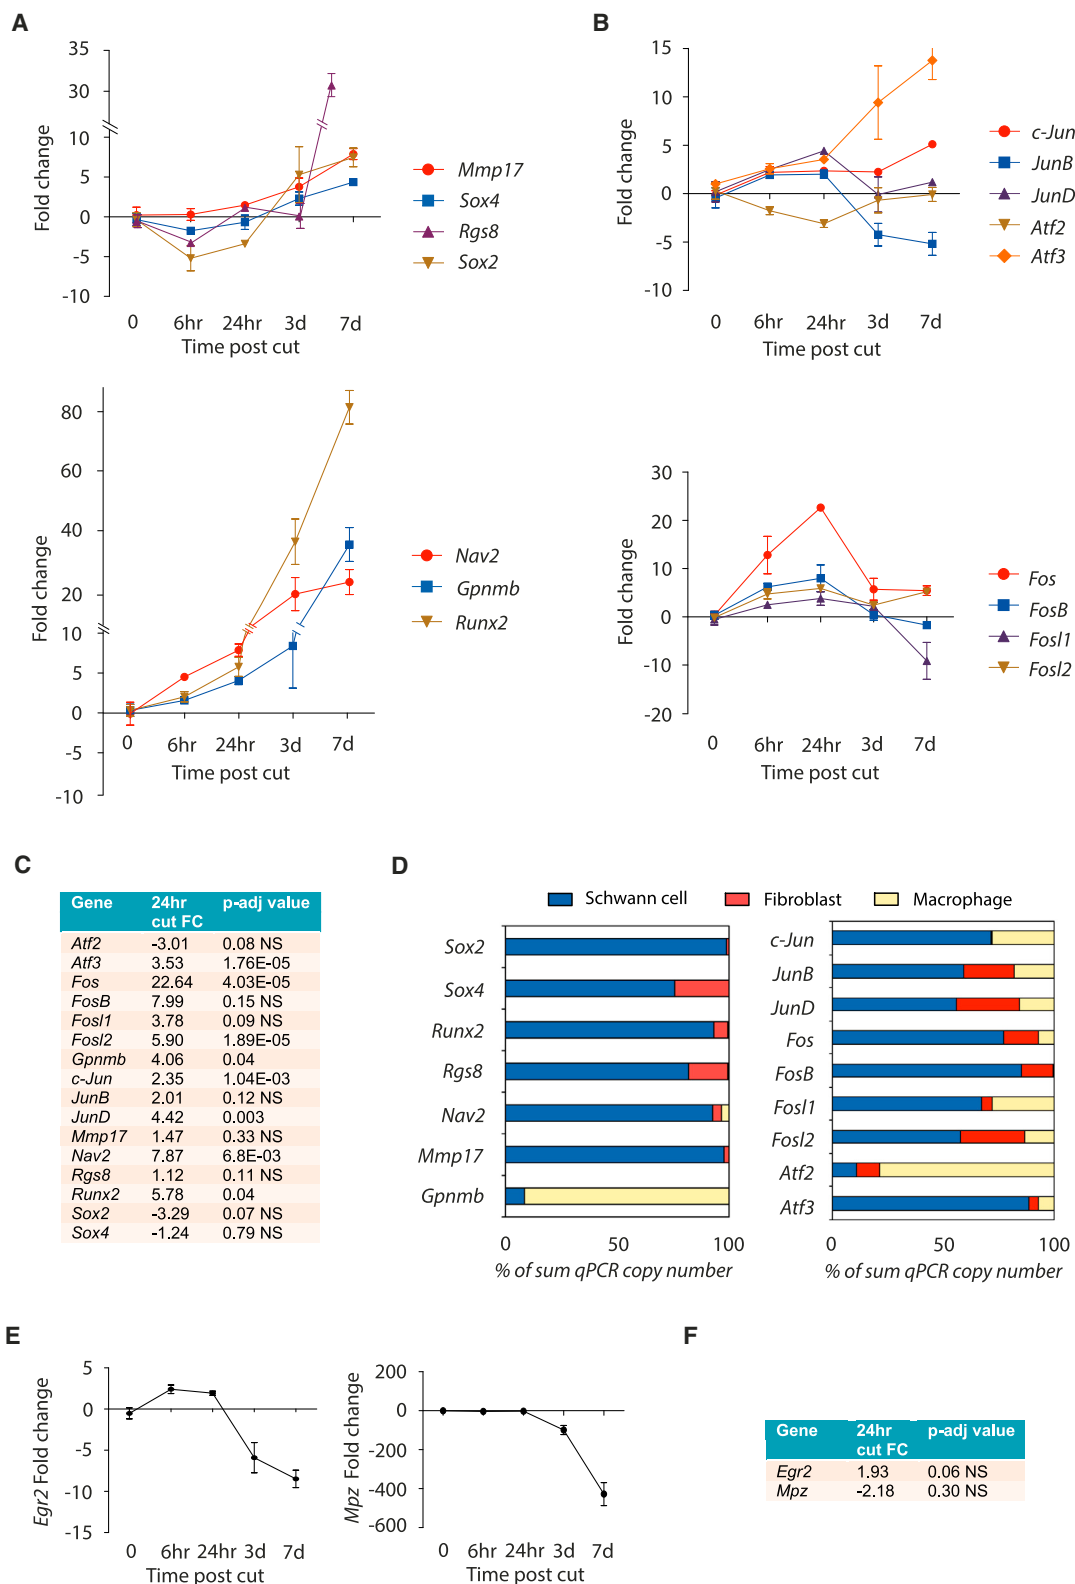 A
35
30
10
5
0
-5
-10
Fold change
0 6hr 24hr 3d 7d
Time post cut
Mmp17
Sox4
Rgs8
Sox2
80
60
40
20
10
5
0
-5
-10
Fold change
0 6hr 24hr 3d 7d
Time post cut
Nav2
Gpnmb
Runx2
B
15
10
5
0
-5
-10
Fold change
0 6hr 24hr 3d 7d
Time post cut
c-Jun
JunB
JunD
Atf2
Atf3
30
20
10
0
-10
-20
Fold change
0 6hr 24hr 3d 7d
Time post cut
Fos
FosB
Fosl1
Fosl2
C
Gene 24hr cut FC p-adj value
Atf2 -3.01 0.08 NS
Atf3 3.53 1.76E-05
Fos 22.64 4.03E-05
FosB 7.99 0.15 NS
Fosl1 3.78 0.09 NS
Fosl2 5.90 1.89E-05
Gpnmb 4.06 0.04
c-Jun 2.35 1.04E-03
JunB 2.01 0.12 NS
JunD 4.42 0.003
Mmp17 1.47 0.33 NS
Nav2 7.87 6.8E-03
Rgs8 1.12 0.11 NS
Runx2 5.78 0.04
Sox2 -3.29 0.07 NS
Sox4 -1.24 0.79 NS
D
Schwann cell Fibroblast Macrophage
Sox2
Sox4
Runx2
Rgs8
Nav2
Mmp17
Gpnmb
0 100
% of sum qPCR copy number
c-Jun
JunB
JunD
Fos
FosB
Fosl1
Fosl2
Atf2
Atf3
0 50 100
% of sum qPCR copy number
E
5
0
-5
-10
-15
Egr2 Fold change
0 6hr 24hr 3d 7d
Time post cut
200
0
-200
-400
-600
Mpz Fold change
0 6hr 24hr 3d 7d
Time post cut
F
Gene 24hr cut FC p-adj value
Egr2 1.93 0.06 NS
Mpz -2.18 0.30 NS